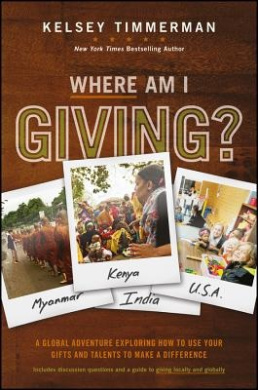 KELSEY TIMMERMAN
New York Times Bestselling Author
WHERE AM I
GIVING?
Kenya
U.S.A.
Myanmar
India
A GLOBAL ADVENTURE EXPLORING HOW TO USE YOUR
GIFTS AND TALENTS TO MAKE A DIFFERENCE
Includes discussion questions and a guide to giving locally and globally